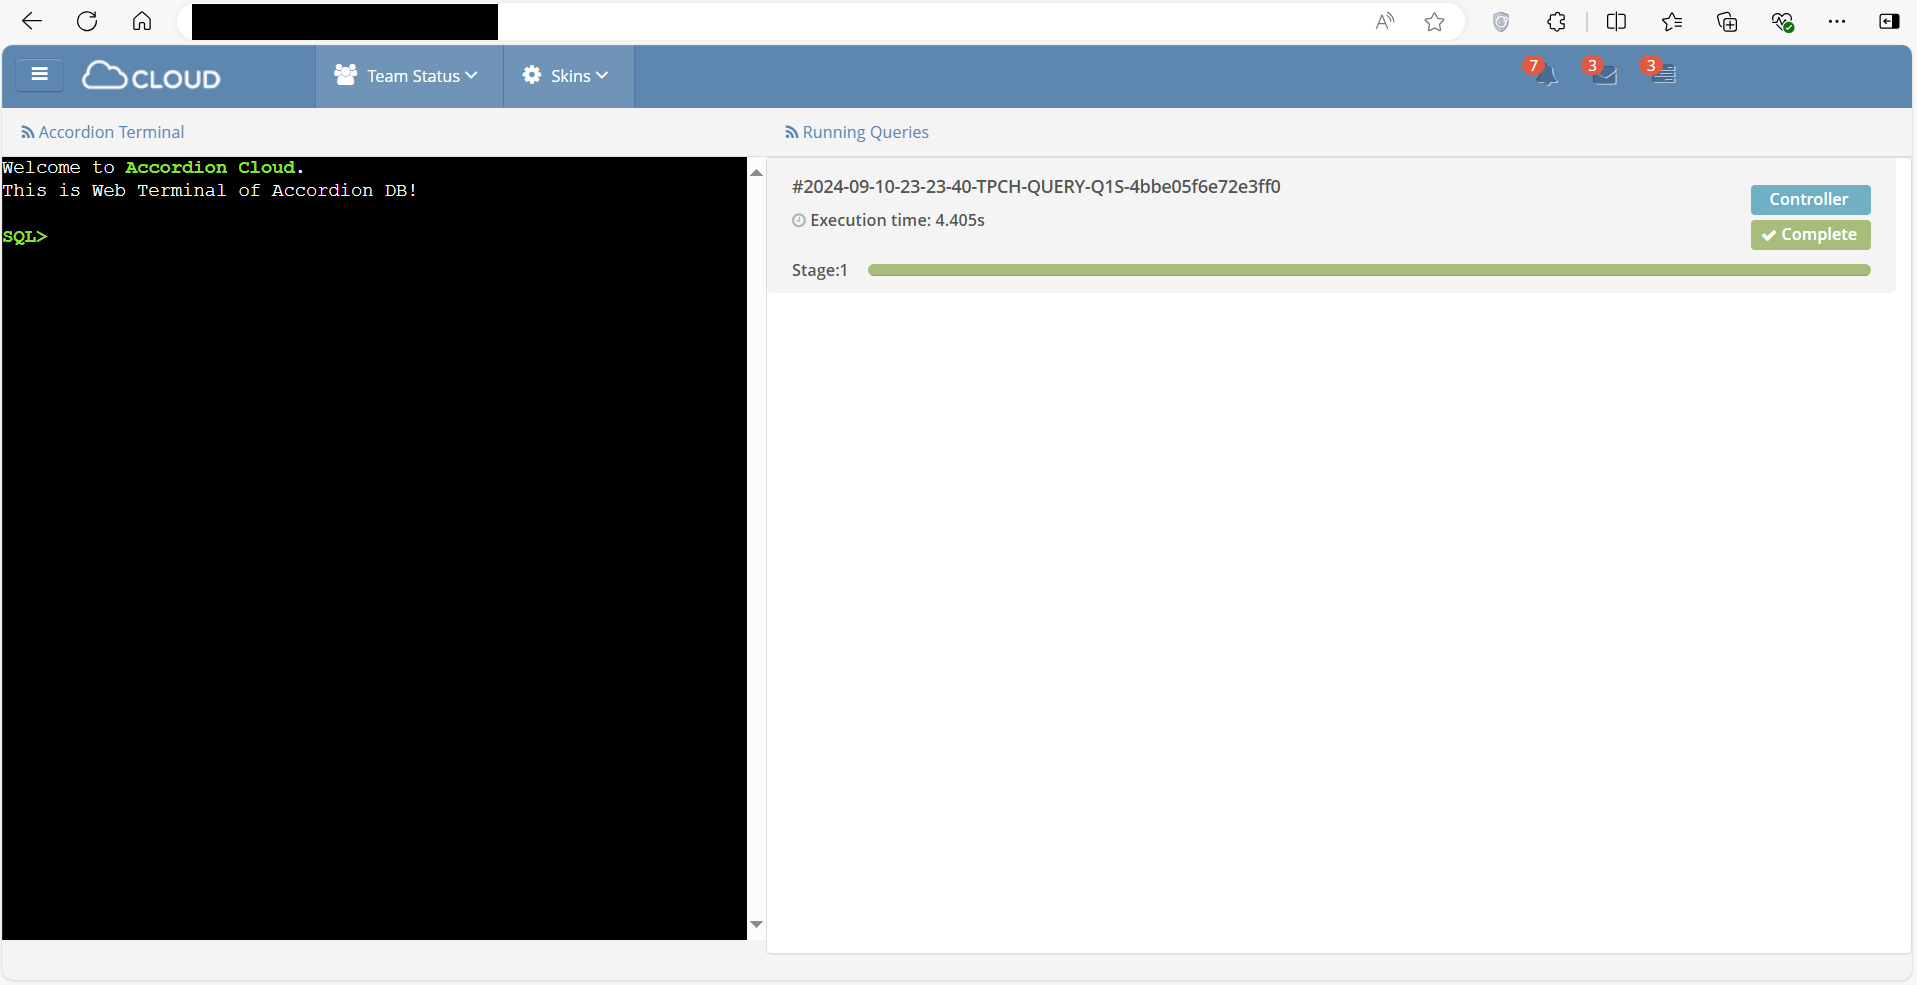 CLOUD
Team Status
Skins
7
3
3
Accordion Terminal
Running Queries
Welcome to Accordion Cloud.
This is Web Terminal of Accordion DB!
SQL>
#2024-09-10-23-23-40-TPCH-QUERY-Q1S-4bbe05f6e72e3ff0
Controller
Execution time: 4.405s
Complete
Stage:1